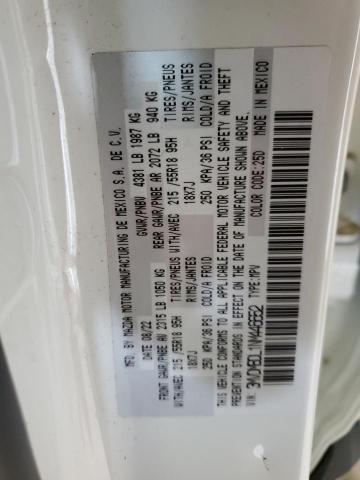 MFD. BY MAZDA MOTOR MANUFACTURING DE MEXICO S.A. DE C.V.
08/22 GVWR/PNBV 4381 LB 1987 KG
FRONT GAWR/PNBE AV 2315 LB 1050 KG REAR GAWR/PNBE AR 2072 LB 940 KG
WITH/AVEC 215 /55R18 95H TIRES/PNEUS WITH/AVEC 215 /55R18 95H TIRES/PNEUS
18X7J RIMS/JANTES 18X7J RIMS/JANTES
250 KPA/36 PSI COLD/A FROID 250 KPA/36 PSI COLD/A FROID
THIS VEHICLE CONFORMS TO ALL APPLICABLE FEDERAL MOTOR VEHICLE SAFETY AND THEFT
PREVENTION STANDARDS IN EFFECT ON THE DATE OF MANUFACTURE SHOWN ABOVE.
VIN: TYPE:MPV COLOR:25D MADE IN MEXICO